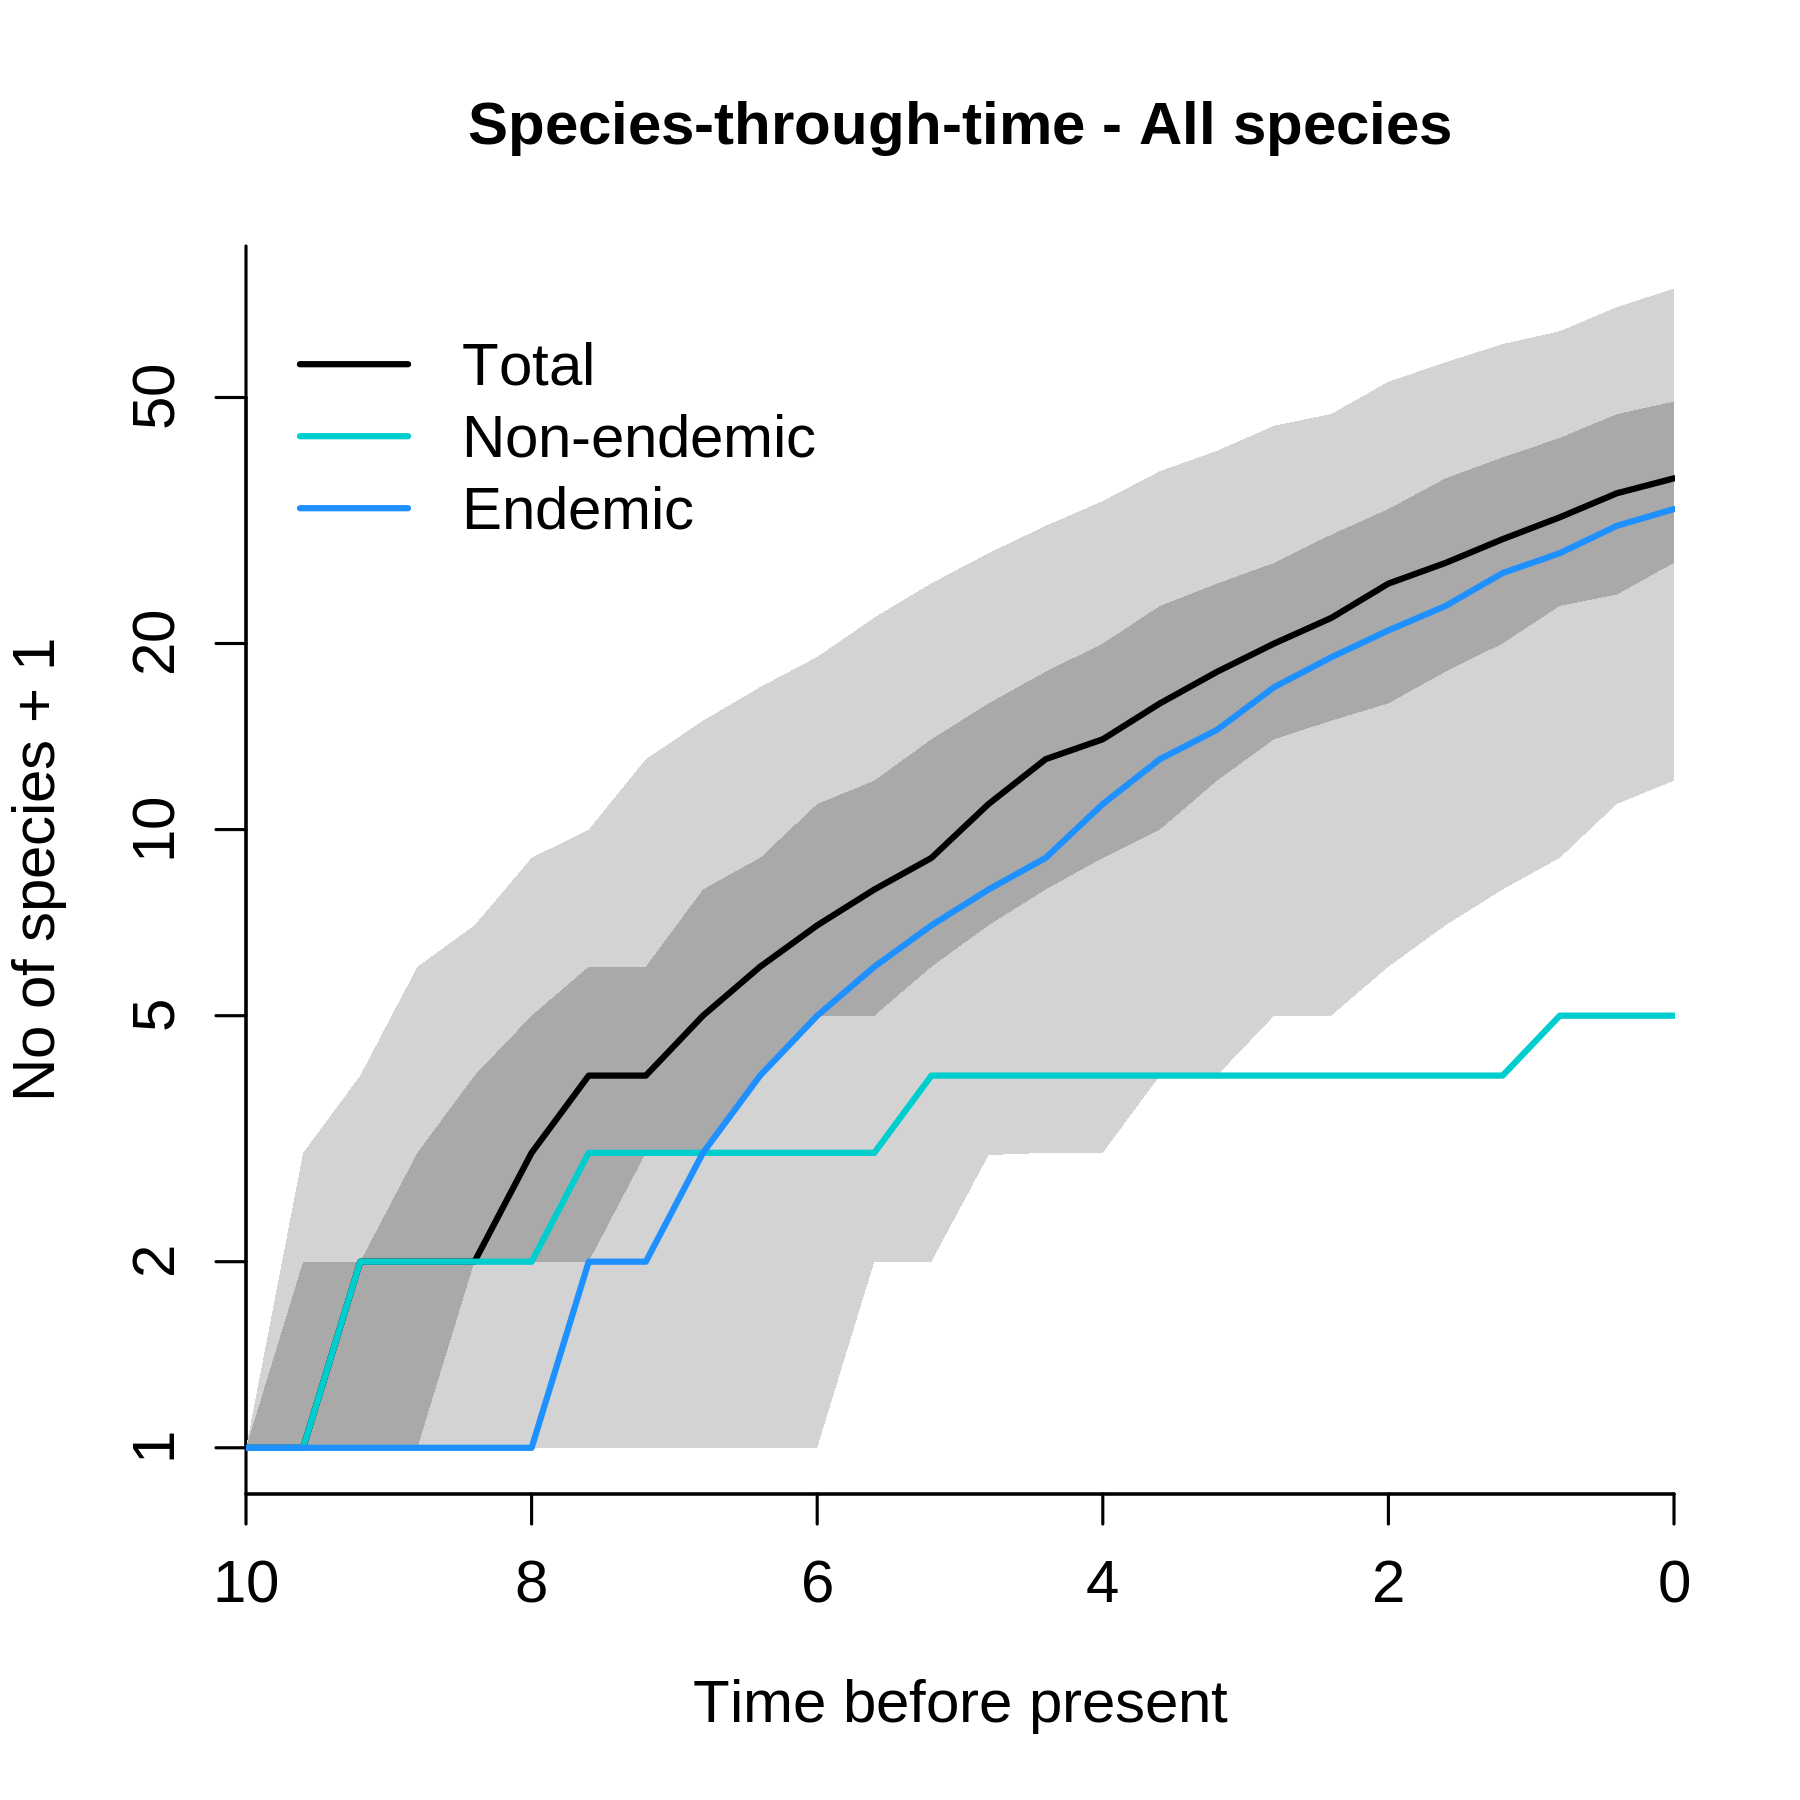 Species-through-time - All species
Total
Non-endemic
Endemic
No of species + 1
50
20
10
5
2
1
10 8 6 4 2 0
Time before present